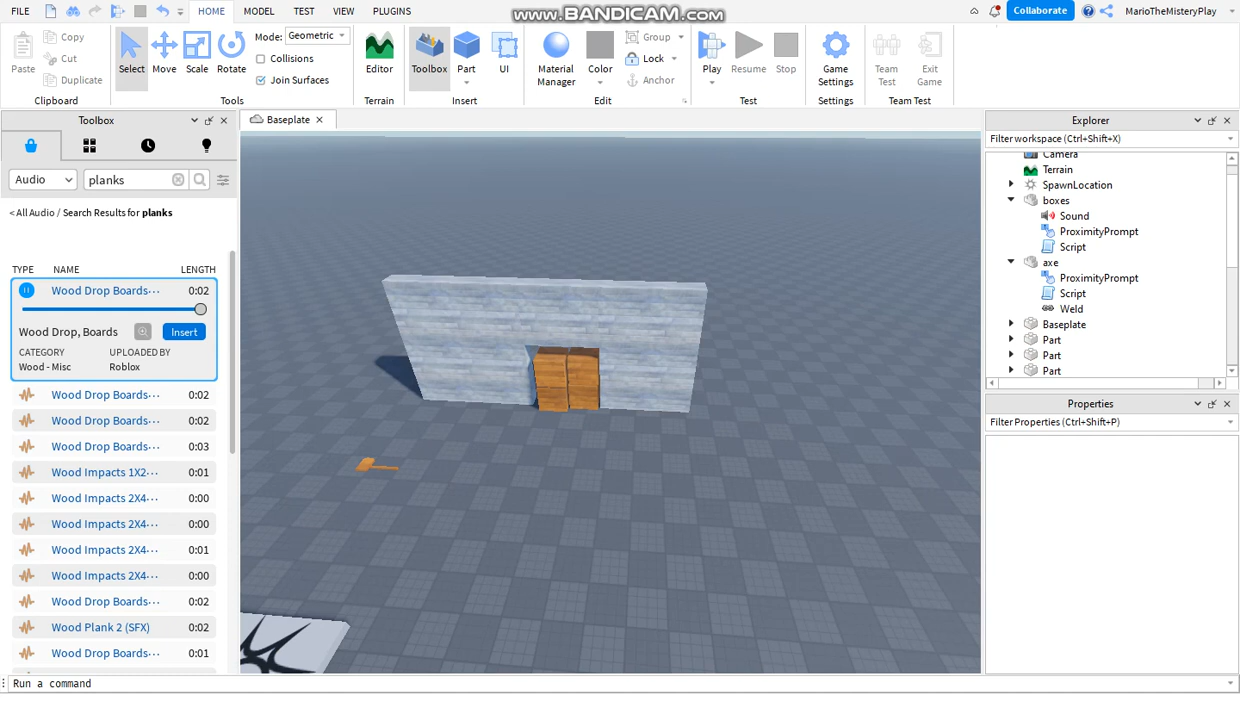 FILE HOME MODEL TEST VIEW PLUGINS www.BANDICAM.com Collaborate MarioTheMisteryPlay
Paste Copy Cut Duplicate
Clipboard
Select Move Scale Rotate
Mode: Geometric
Collisions
Join Surfaces
Tools
Editor
Terrain
Toolbox Part UI
Insert
Material Manager Color
Group
Lock
Anchor
Edit
Play Resume Stop
Test
Game Settings
Settings
Team Test Exit Game
Team Test
Toolbox
Audio planks
< All Audio / Search Results for planks
TYPE NAME LENGTH
Wood Drop Boards··· 0:02
Wood Drop, Boards Insert
CATEGORY UPLOADED BY
Wood - Misc Roblox
Wood Drop Boards··· 0:02
Wood Drop Boards··· 0:02
Wood Drop Boards··· 0:03
Wood Impacts 1X2··· 0:01
Wood Impacts 2X4··· 0:00
Wood Impacts 2X4··· 0:00
Wood Impacts 2X4··· 0:01
Wood Impacts 2X4··· 0:00
Wood Drop Boards··· 0:02
Wood Plank 2 (SFX) 0:02
Wood Drop Boards··· 0:01
Baseplate
Explorer
Filter workspace (Ctrl+Shift+X)
Camera
Terrain
SpawnLocation
boxes
Sound
ProximityPrompt
Script
axe
ProximityPrompt
Script
Weld
Baseplate
Part
Part
Part
Properties
Filter Properties (Ctrl+Shift+P)
Run a command